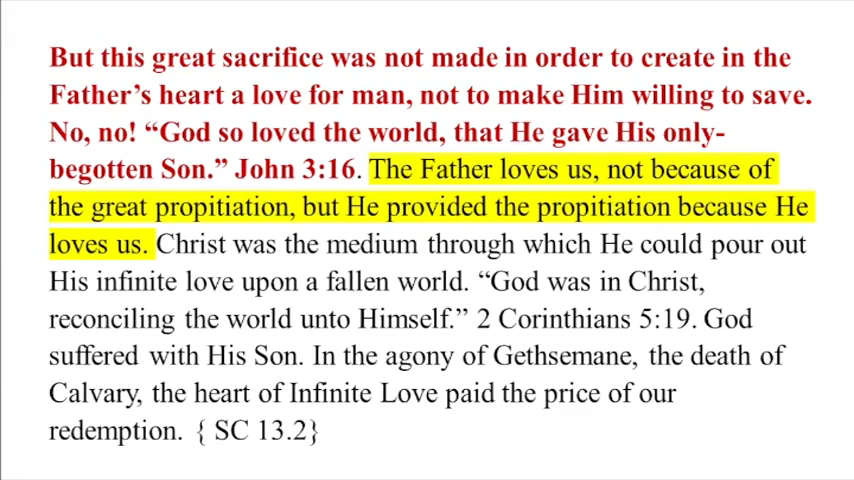 But this great sacrifice was not made in order to create in the
Father’s heart a love for man, not to make Him willing to save.
No, no! “God so loved the world, that He gave His only-
begotten Son.” John 3:16. The Father loves us, not because of
the great propitiation, but He provided the propitiation because He
loves us. Christ was the medium through which He could pour out
His infinite love upon a fallen world. “God was in Christ,
reconciling the world unto Himself.” 2 Corinthians 5:19. God
suffered with His Son. In the agony of Gethsemane, the death of
Calvary, the heart of Infinite Love paid the price of our
redemption. { SC 13.2}